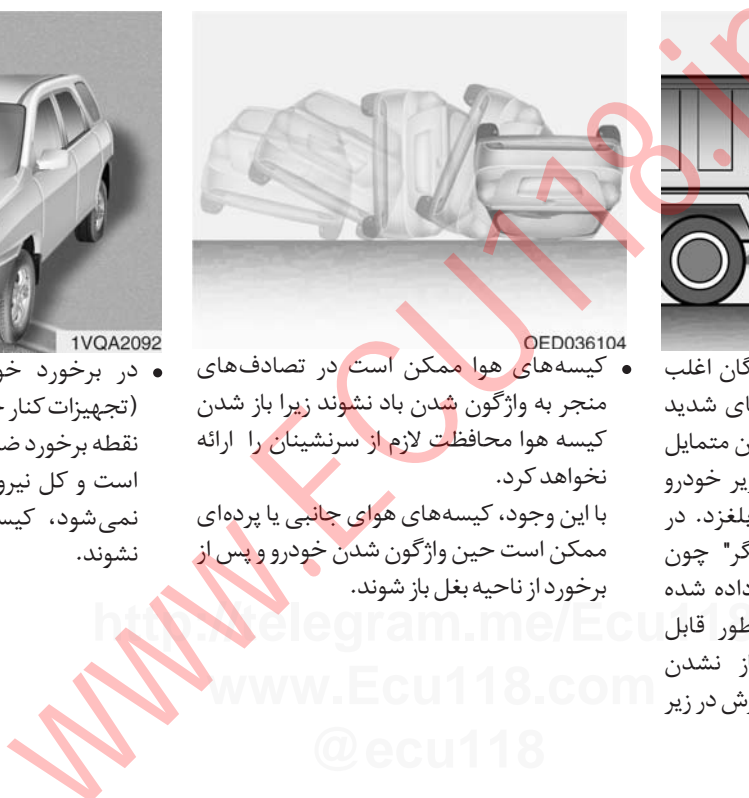 گان اغلب
ای شدید
ن متمایل
یر خودرو
بلغزد. در
گر" چون
داده شده
طور قابل
از نشدن
رش در زیر
OED036104
• کیسه‌های هوا ممکن است در تصادف‌های
منجر به واژگون شدن باد نشوند زیرا باز شدن
کیسه هوا محافظت لازم از سرنشینان را ارائه
نخواهد کرد.
با این وجود، کیسه‌های هوای جانبی یا پرده‌ای
ممکن است حین واژگون شدن خودرو و پس از
برخورد از ناحیه بغل باز شوند.
1VQA2092
• در برخورد خو
(تجهیزات کنار ج
نقطه برخورد ضر
است و کل نیرو
نمی‌شود، کیس
نشوند.
WWW.ECU118.ir
http://telegram.me/Ecu118
www.Ecu118.com
@ecu118